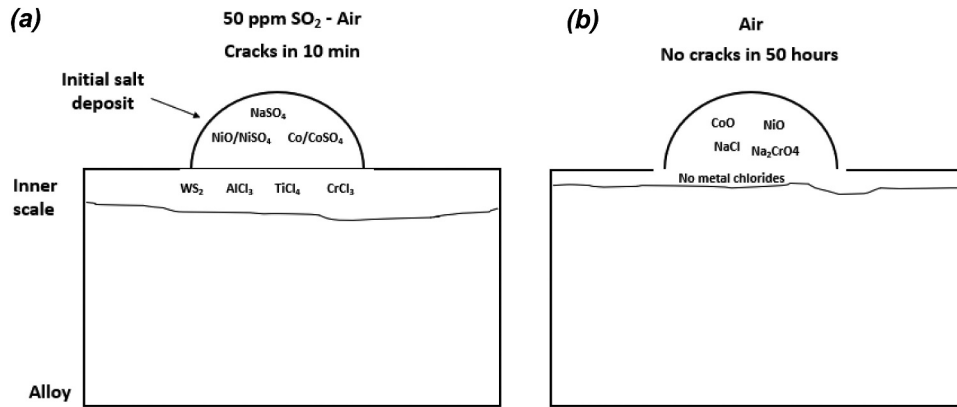 (a)
50 ppm SO₂ - Air
Cracks in 10 min
Initial salt
deposit
NaSO₄
NiO/NiSO₄ Co/CoSO₄
Inner
scale
WS₂ AlCl₃ TiCl₄ CrCl₃
Alloy
(b)
Air
No cracks in 50 hours
CoO NiO
NaCl Na₂CrO4
No metal chlorides